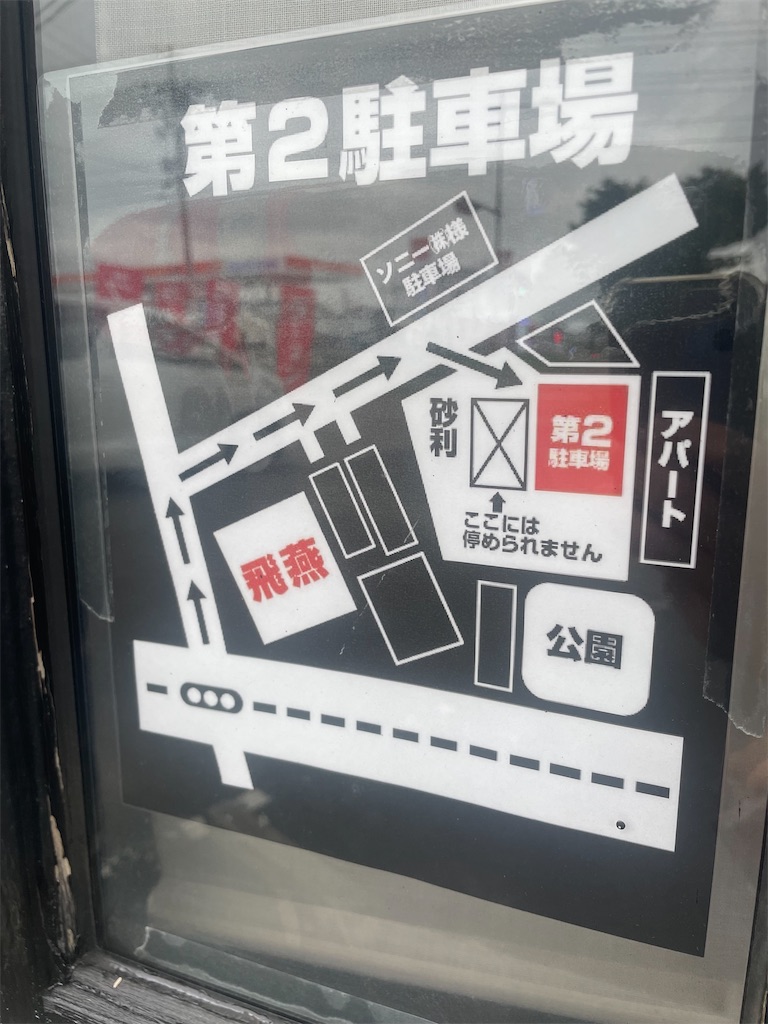 第2駐車場
ソニー㈱様
駐車場
砂利
第2
駐車場
アパート
ここには
停められません
飛燕
公園